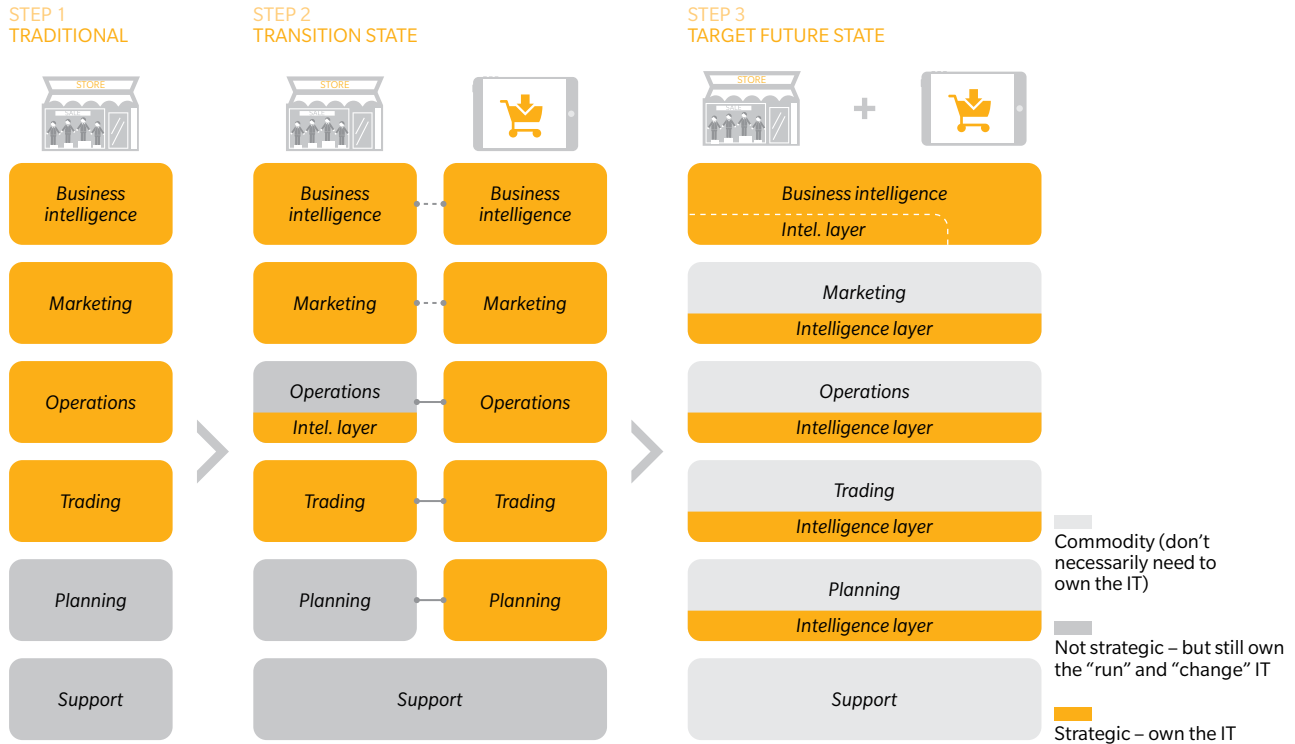 STEP 1
TRADITIONAL
STEP 2
TRANSITION STATE
STEP 3
TARGET FUTURE STATE
STORE
SALE
STORE
SALE
STORE
SALE
+
Business
intelligence
Business
intelligence
Business
intelligence
Business intelligence
Intel. layer
Marketing
Marketing
Marketing
Marketing
Intelligence layer
Operations
Operations
Intel. layer
Operations
Operations
Intelligence layer
Trading
Trading
Trading
Trading
Intelligence layer
Planning
Planning
Planning
Planning
Intelligence layer
Support
Support
Support
Commodity (don't
necessarily need to
own the IT)
Not strategic – but still own
the “run” and “change” IT
Strategic – own the IT